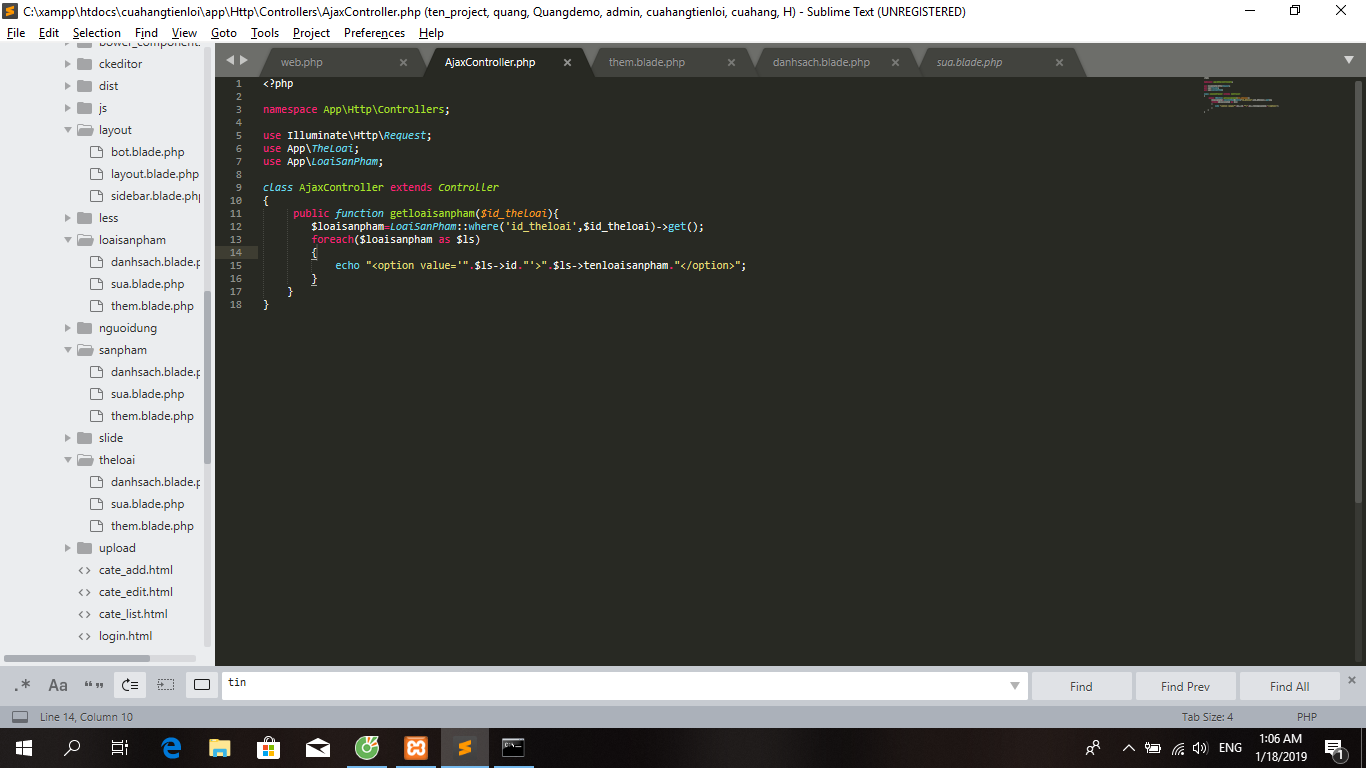 C:\xampp\htdocs\cuahangtienloi\app\Http\Controllers\AjaxController.php (ten_project, quang, Quangdemo, admin, cuahangtienloi, cuahang, H) - Sublime Text (UNREGISTERED)
File Edit Selection Find View Goto Tools Project Preferences Help
bower_component
ckeditor
dist
js
layout
bot.blade.php
layout.blade.php
sidebar.blade.php
less
loaisanpham
danhsach.blade.p
sua.blade.php
them.blade.php
nguoidung
sanpham
danhsach.blade.p
sua.blade.php
them.blade.php
slide
theloai
danhsach.blade.p
sua.blade.php
them.blade.php
upload
cate_add.html
cate_edit.html
cate_list.html
login.html
web.php AjaxController.php them.blade.php danhsach.blade.php sua.blade.php
1 <?php
2
3 namespace App\Http\Controllers;
4
5 use Illuminate\Http\Request;
6 use App\TheLoai;
7 use App\LoaiSanPham;
8
9 class AjaxController extends Controller
10 {
11 public function getloaisanpham($id_theloai){
12 $loaisanpham=LoaiSanPham::where('id_theloai',$id_theloai)->get();
13 foreach($loaisanpham as $ls)
14 {
15 echo "<option value='".$ls->id."'>".$ls->tenloaisanpham."</option>";
16 }
17 }
18 }
.* Aa “” tin Find Find Prev Find All
Line 14, Column 10 Tab Size: 4 PHP
ENG 1:06 AM
1/18/2019 1